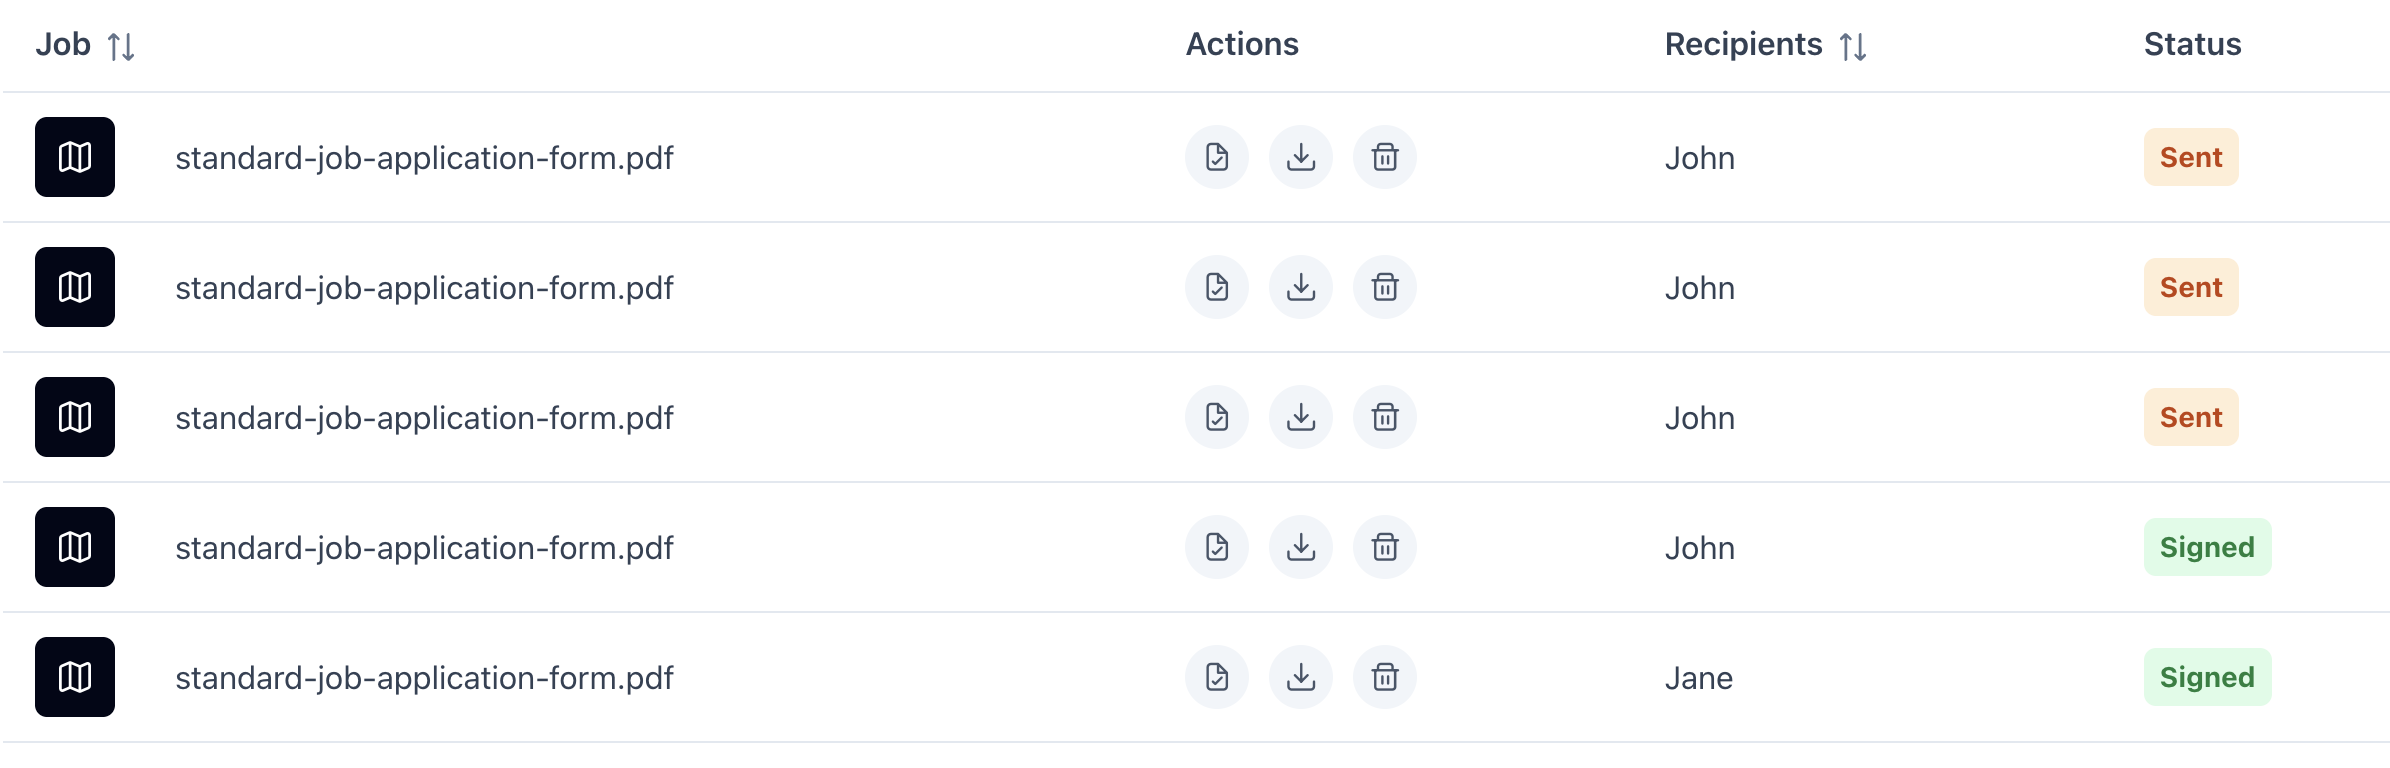 Job Actions Recipients Status
standard-job-application-form.pdf John Sent
standard-job-application-form.pdf John Sent
standard-job-application-form.pdf John Sent
standard-job-application-form.pdf John Signed
standard-job-application-form.pdf Jane Signed